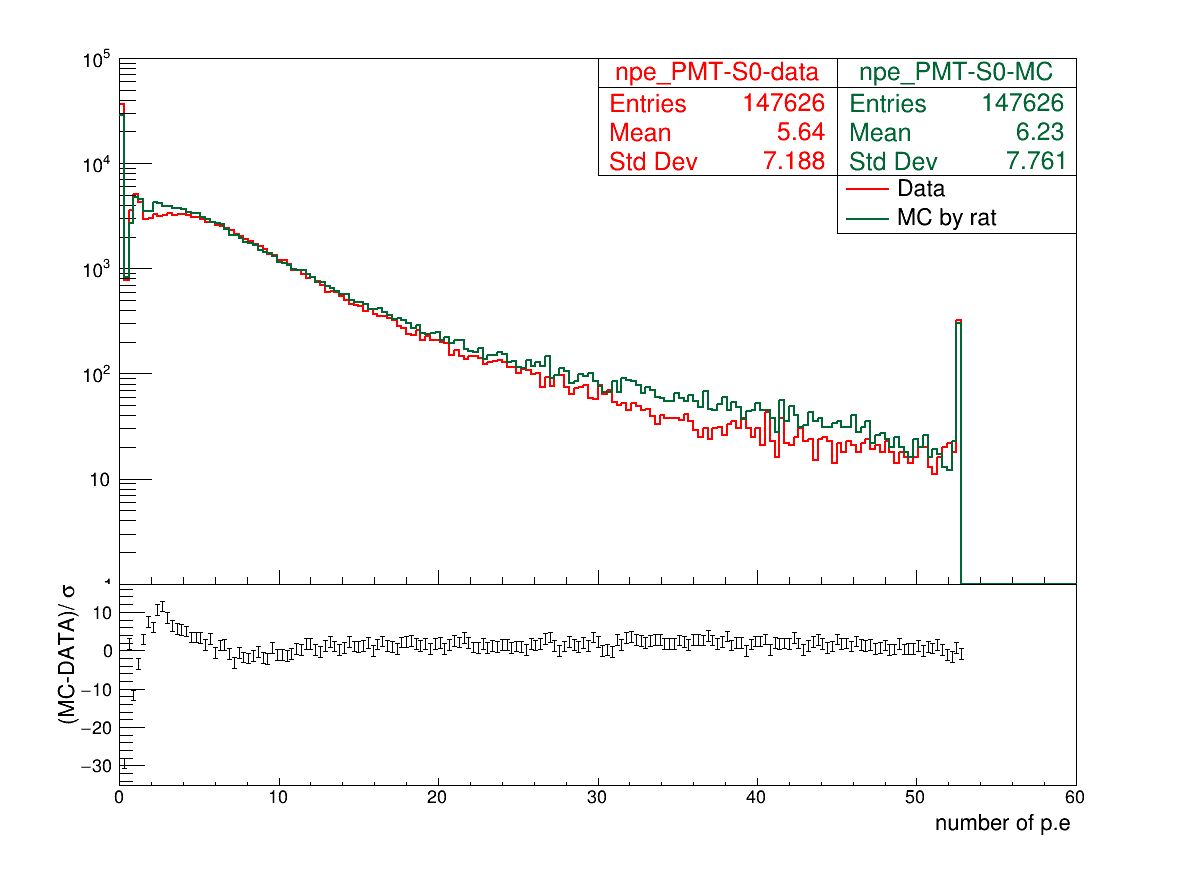 10^5
npe_PMT-S0-data
npe_PMT-S0-MC
Entries 147626
Entries 147626
Mean 5.64
Mean 6.23
Std Dev 7.188
Std Dev 7.761
Data
MC by rat
10^4
10^3
10^2
10
1
(MC-DATA)/ σ
10
0
−10
−20
−30
0 10 20 30 40 50 60
number of p.e